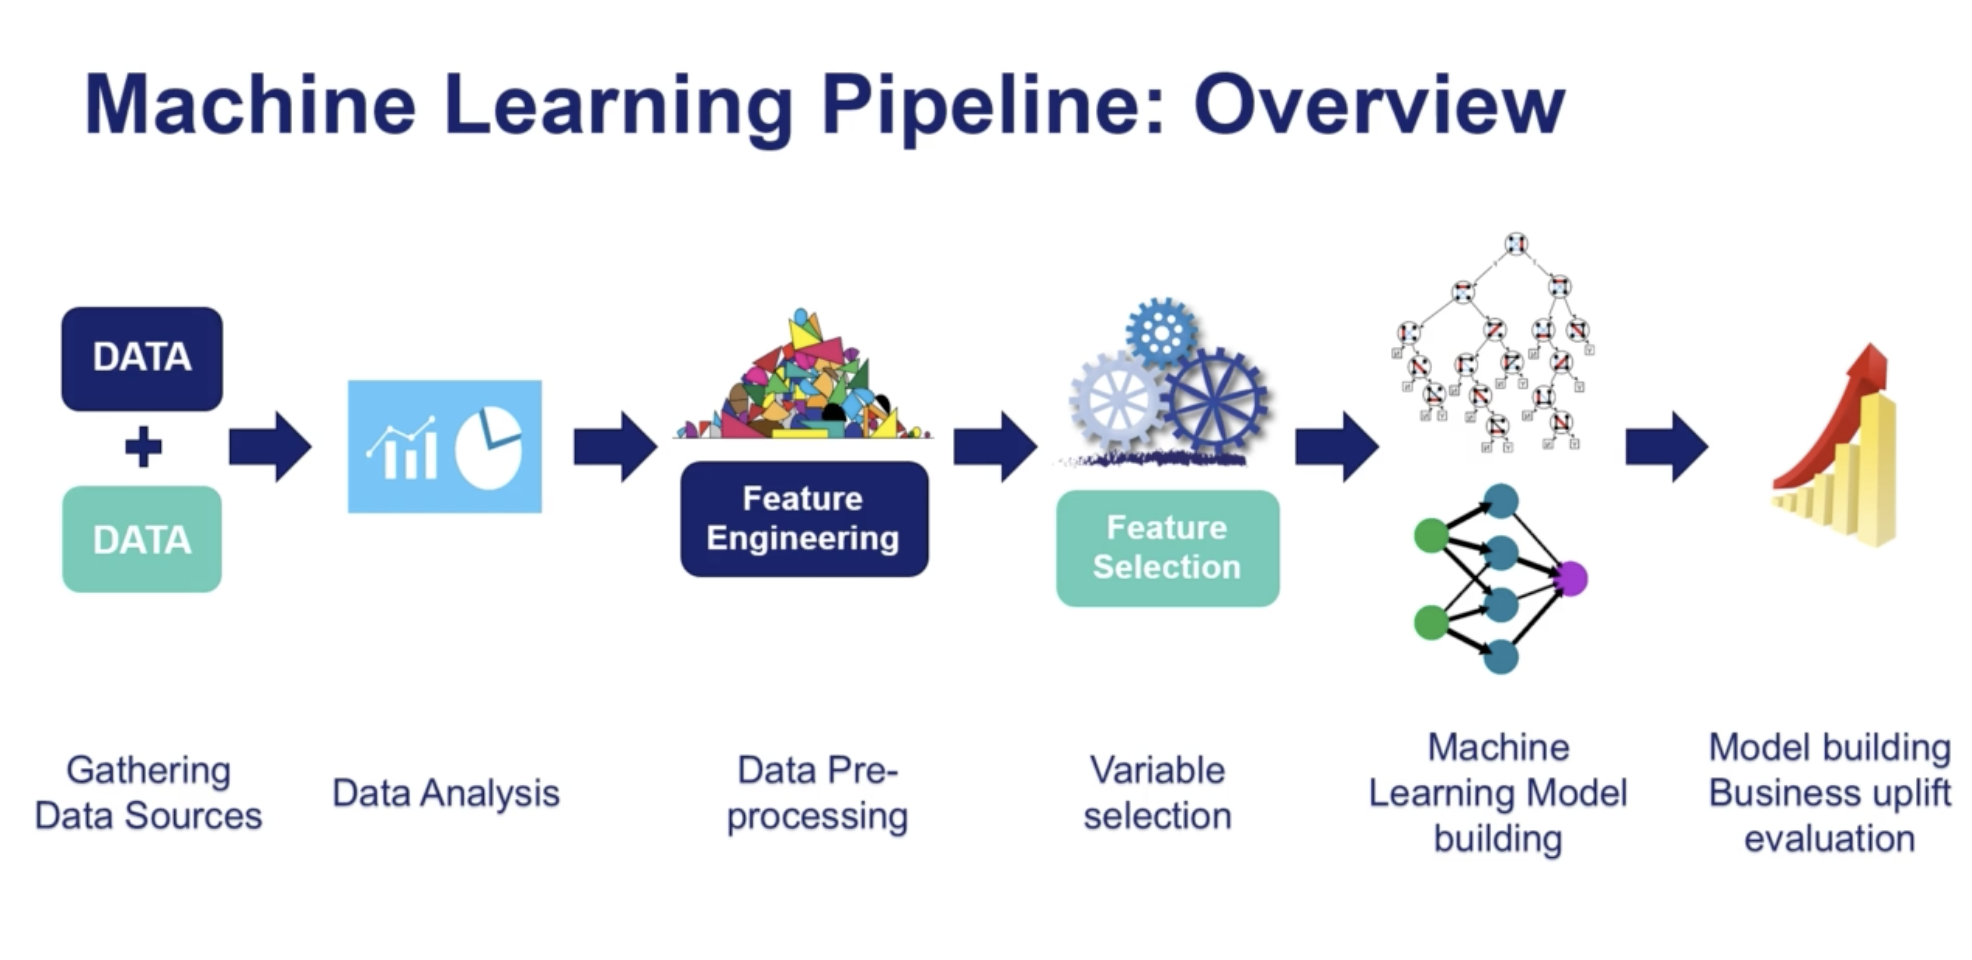 Machine Learning Pipeline: Overview
DATA
+
DATA
Feature
Engineering
Feature
Selection
Gathering
Data Sources
Data Analysis
Data Pre-
processing
Variable
selection
Machine
Learning Model
building
Model building
Business uplift
evaluation